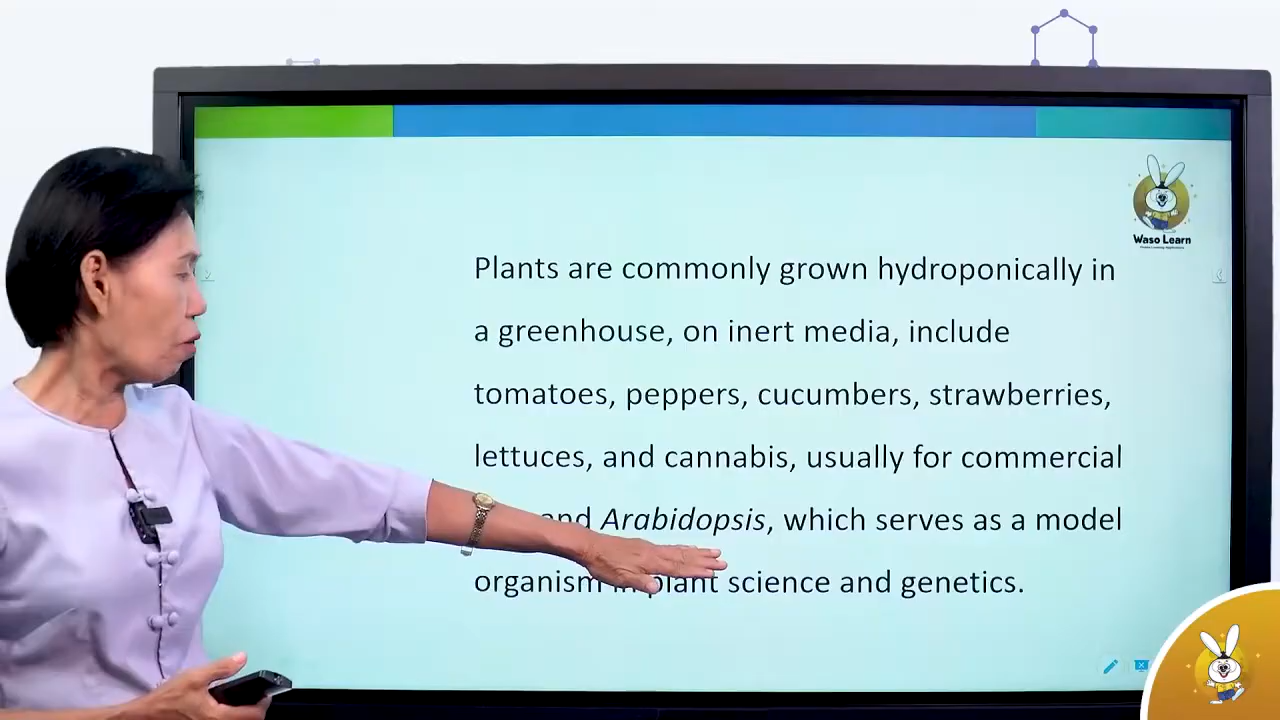 Waso Learn
Plants are commonly grown hydroponically in
a greenhouse, on inert media, include
tomatoes, peppers, cucumbers, strawberries,
lettuces, and cannabis, usually for commercial
and Arabidopsis, which serves as a model
organism in plant science and genetics.